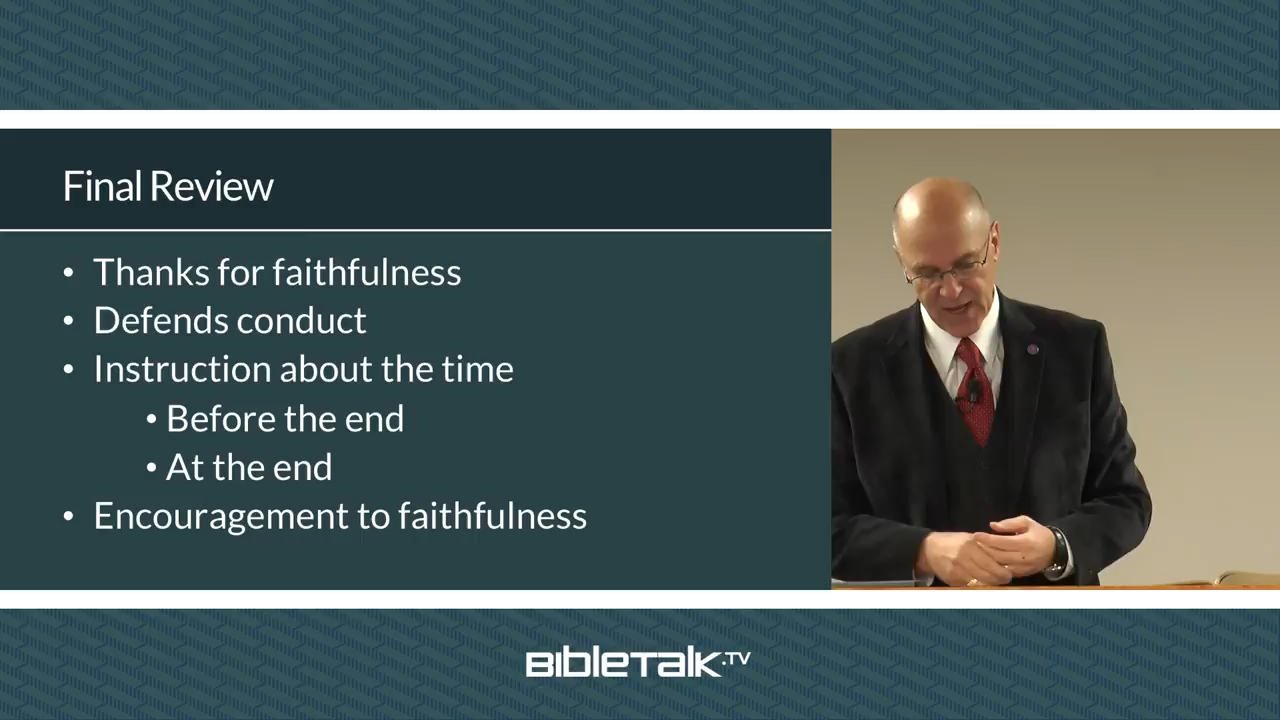 Final Review
• Thanks for faithfulness
• Defends conduct
• Instruction about the time
• Before the end
• At the end
• Encouragement to faithfulness
BibleTalk.TV